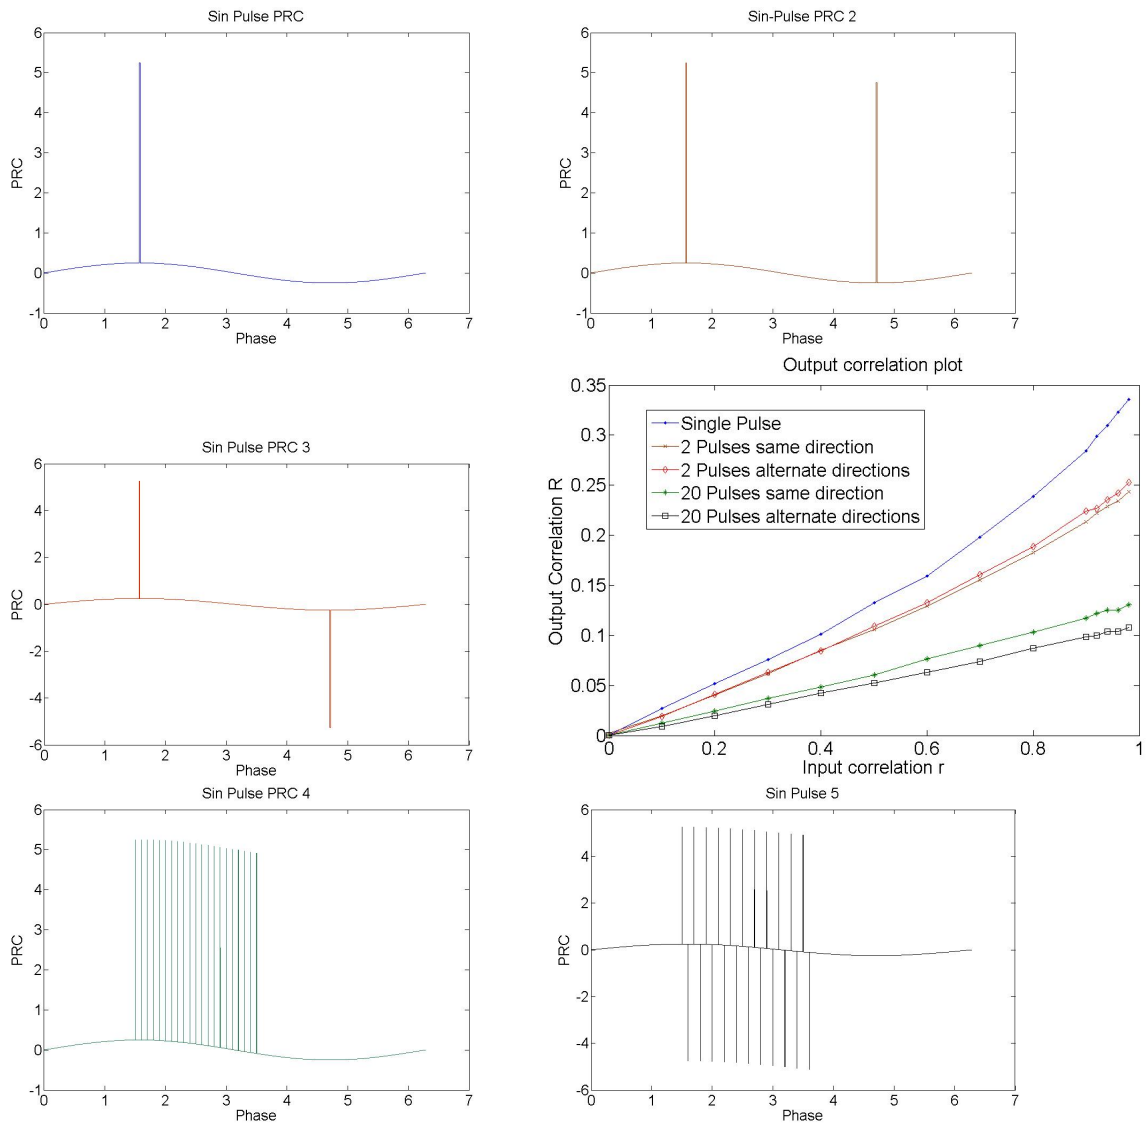 Sin Pulse PRC
6
5
4
3
2
1
0
-1
PRC
0 1 2 3 4 5 6 7
Phase
Sin-Pulse PRC 2
6
5
4
3
2
1
0
-1
PRC
0 1 2 3 4 5 6 7
Phase
Sin Pulse PRC 3
6
4
2
0
-2
-4
-6
PRC
0 1 2 3 4 5 6 7
Phase
Output correlation plot
0.35
0.3
0.25
0.2
0.15
0.1
0.05
0
Output Correlation R
Single Pulse
2 Pulses same direction
2 Pulses alternate directions
20 Pulses same direction
20 Pulses alternate directions
0 0.2 0.4 0.6 0.8 1
Input correlation r
Sin Pulse PRC 4
6
5
4
3
2
1
0
-1
PRC
0 1 2 3 4 5 6 7
Phase
Sin Pulse 5
6
4
2
0
-2
-4
-6
PRC
0 1 2 3 4 5 6 7
Phase